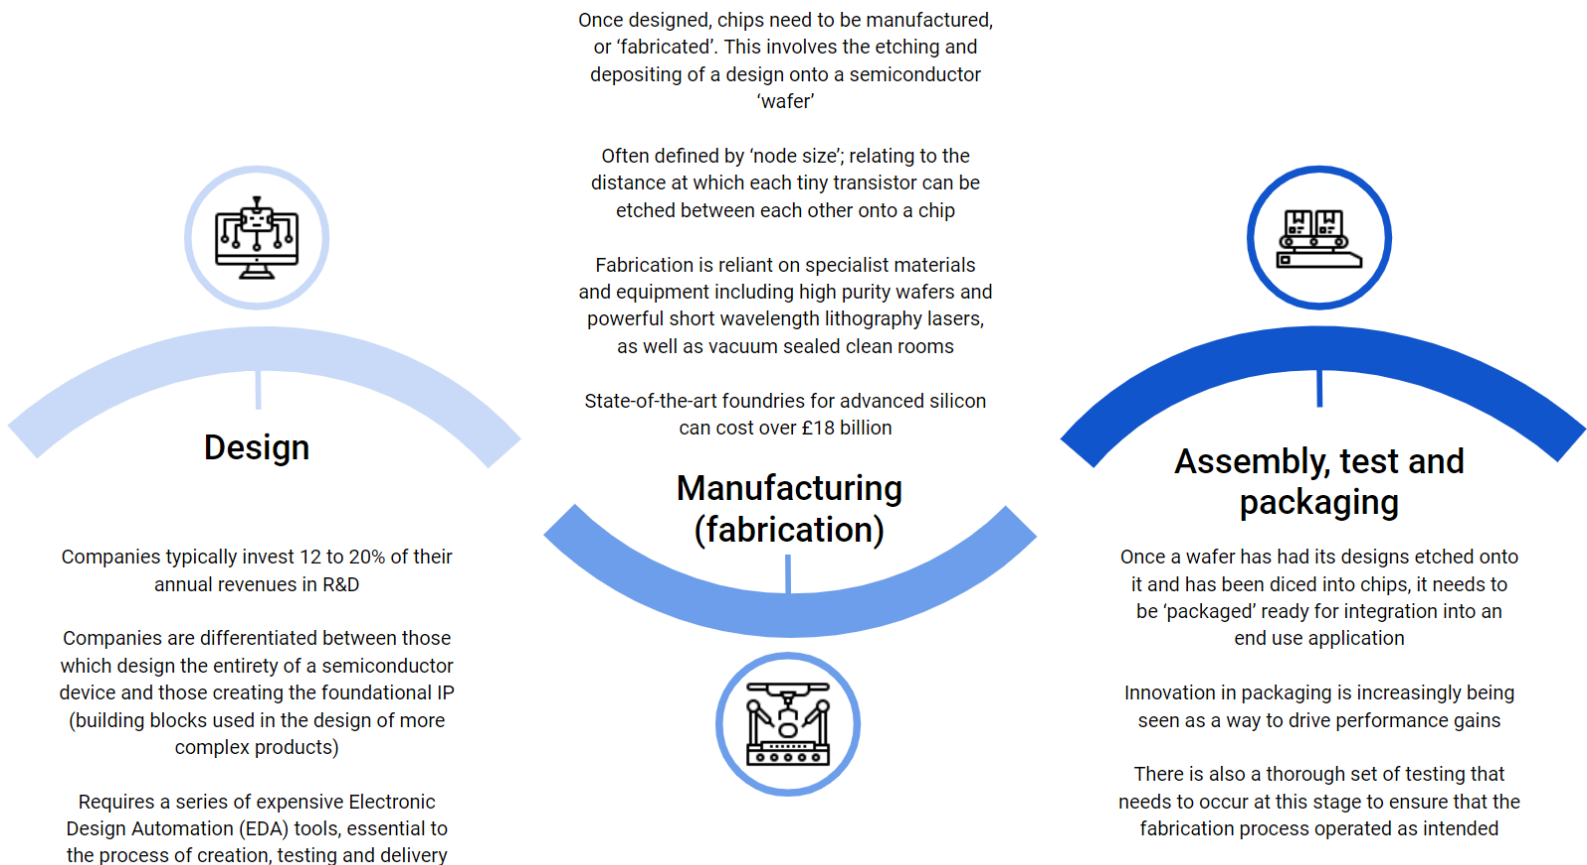 Design
Companies typically invest 12 to 20% of their
annual revenues in R&D
Companies are differentiated between those
which design the entirety of a semiconductor
device and those creating the foundational IP
(building blocks used in the design of more
complex products)
Requires a series of expensive Electronic
Design Automation (EDA) tools, essential to
the process of creation, testing and delivery
Once designed, chips need to be manufactured,
or ‘fabricated’. This involves the etching and
depositing of a design onto a semiconductor
‘wafer’
Often defined by ‘node size’; relating to the
distance at which each tiny transistor can be
etched between each other onto a chip
Fabrication is reliant on specialist materials
and equipment including high purity wafers and
powerful short wavelength lithography lasers,
as well as vacuum sealed clean rooms
State-of-the-art foundries for advanced silicon
can cost over £18 billion
Manufacturing
(fabrication)
Assembly, test and
packaging
Once a wafer has had its designs etched onto
it and has been diced into chips, it needs to
be ‘packaged’ ready for integration into an
end use application
Innovation in packaging is increasingly being
seen as a way to drive performance gains
There is also a thorough set of testing that
needs to occur at this stage to ensure that the
fabrication process operated as intended